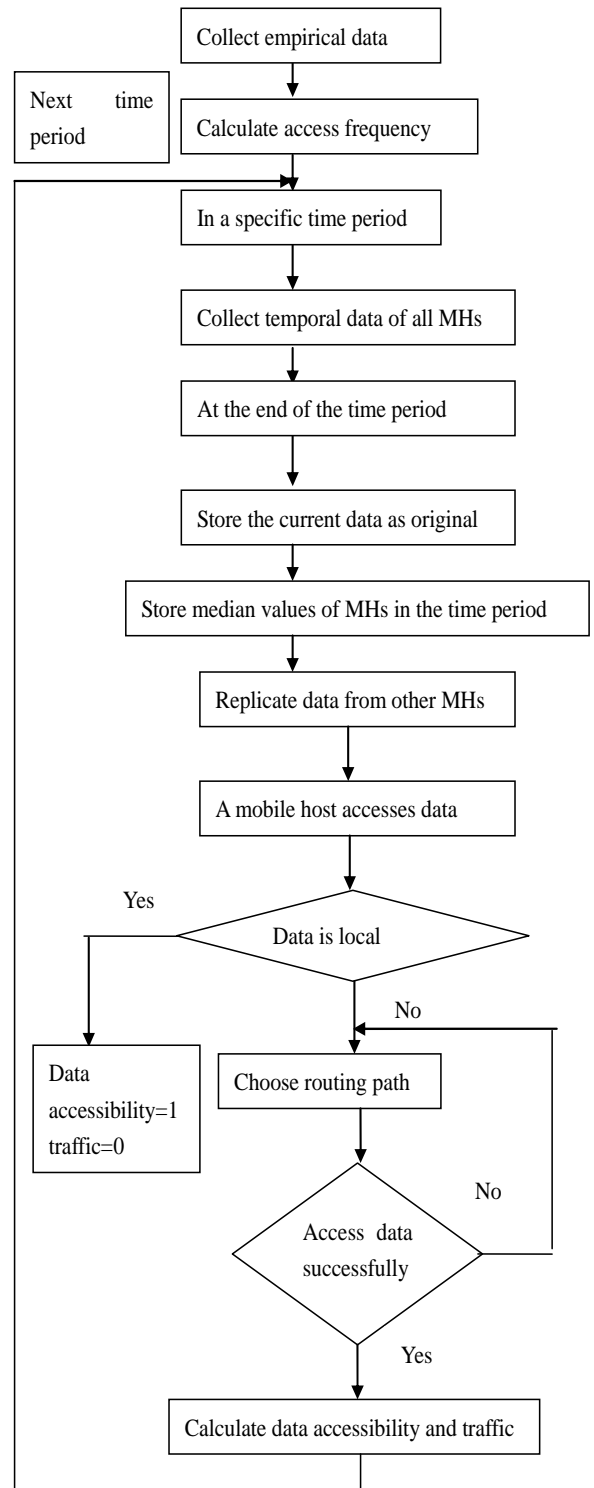 Collect empirical data
Next time
period
Calculate access frequency
In a specific time period
Collect temporal data of all MHs
At the end of the time period
Store the current data as original
Store median values of MHs in the time period
Replicate data from other MHs
A mobile host accesses data
Yes
Data is local
No
Data
accessibility=1
traffic=0
Choose routing path
No
Access data
successfully
Yes
Calculate data accessibility and traffic